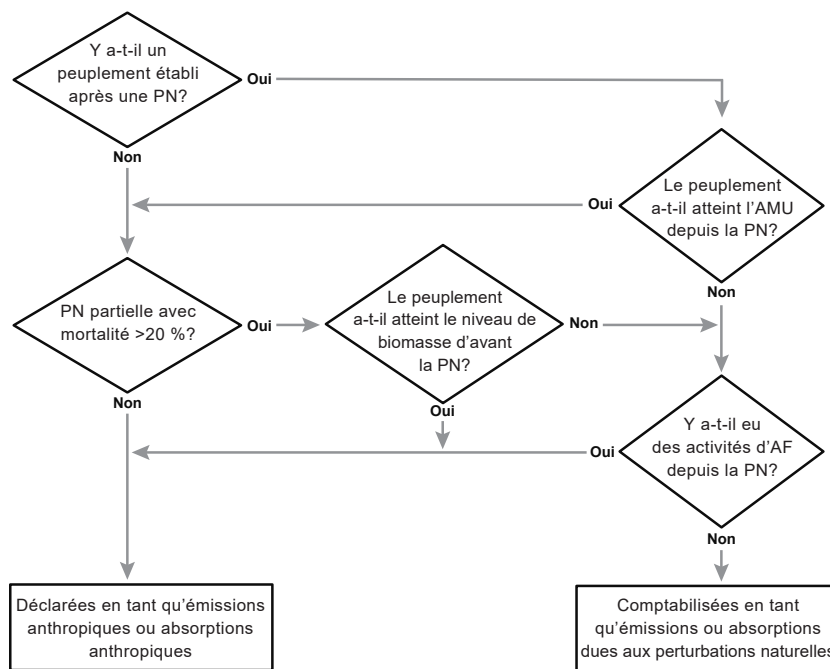 Y a-t-il un
peuplement établi
après une PN?
Oui
Non
Le peuplement
a-t-il atteint l'AMU
depuis la PN?
Oui
Non
PN partielle avec
mortalité >20 %?
Oui
Non
Le peuplement
a-t-il atteint le niveau de
biomasse d'avant
la PN?
Non
Oui
Y a-t-il eu
des activités d'AF
depuis la PN?
Oui
Non
Déclarées en tant qu'émissions
anthropiques ou absorptions
anthropiques
Comptabilisées en tant
qu'émissions ou absorptions
dues aux perturbations naturelles